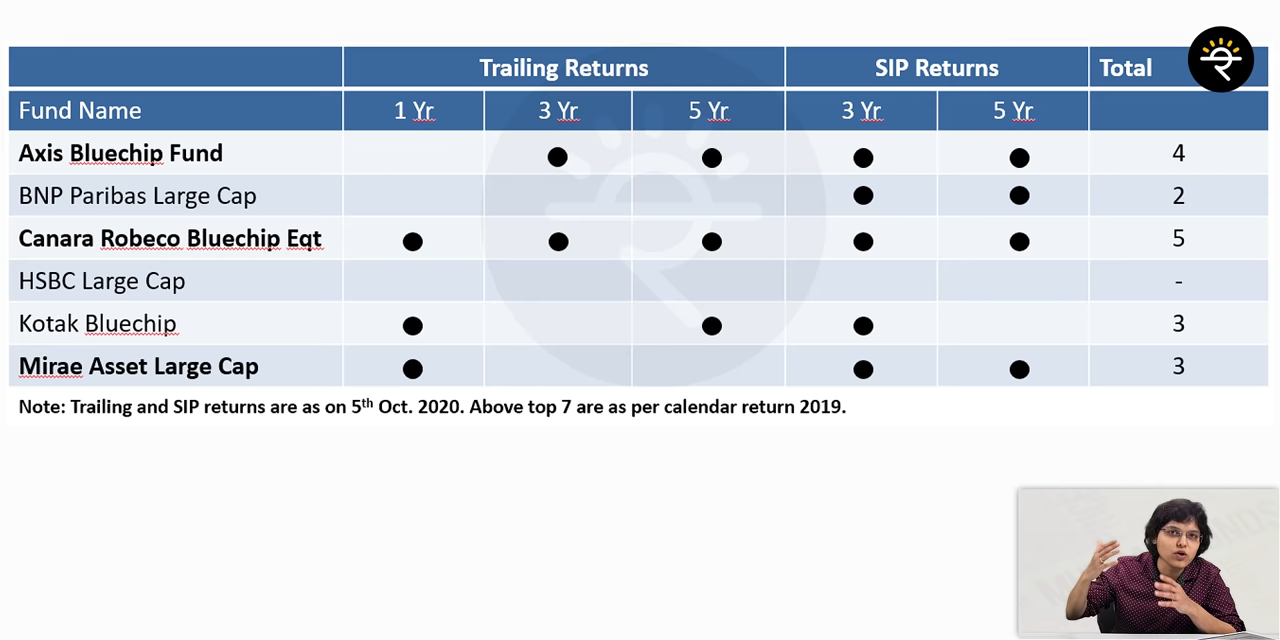 Trailing Returns SIP Returns Total
Fund Name 1 Yr 3 Yr 5 Yr 3 Yr 5 Yr
Axis Bluechip Fund ● ● ● ● 4
BNP Paribas Large Cap ● ● 2
Canara Robeco Bluechip Eqt ● ● ● ● ● 5
HSBC Large Cap -
Kotak Bluechip ● ● ● 3
Mirae Asset Large Cap ● ● ● 3
Note: Trailing and SIP returns are as on 5th Oct. 2020. Above top 7 are as per calendar return 2019.